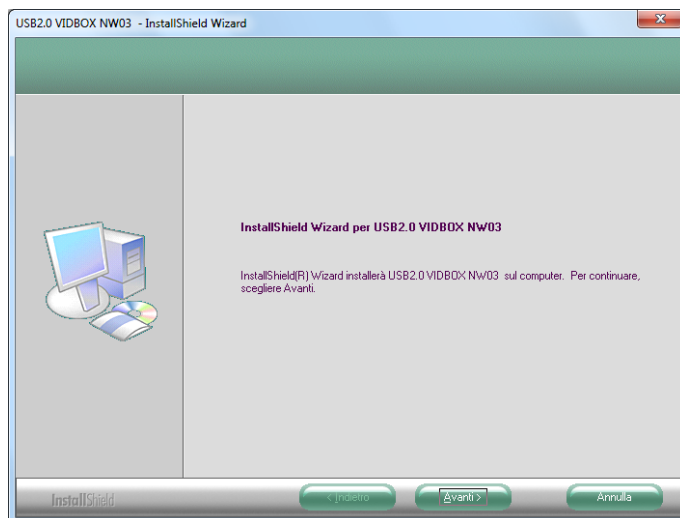 USB2.0 VIDBOX NW03 - InstallShield Wizard
InstallShield Wizard per USB2.0 VIDBOX NW03
InstallShield(R) Wizard installerà USB2.0 VIDBOX NW03 sul computer. Per continuare,
scegliere Avanti.
InstallShield
< Indietro
Avanti >
Annulla